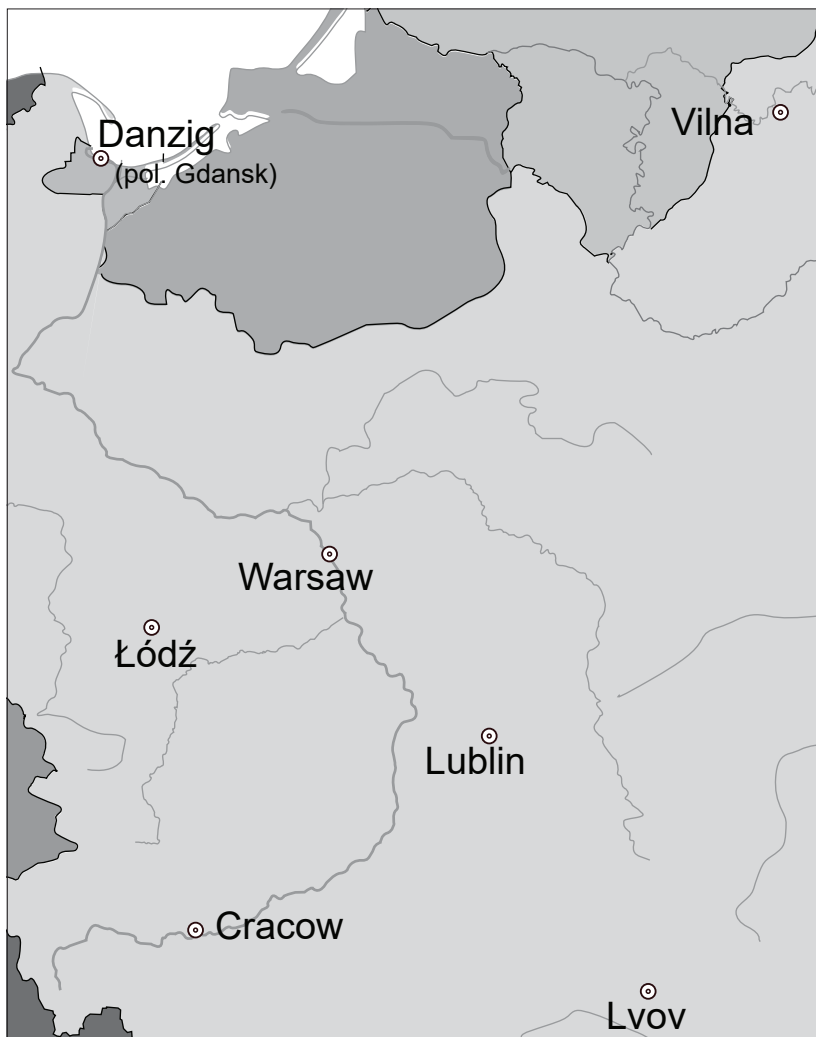 Vilna
Danzig
(pol. Gdansk)
Warsaw
Łódź
Lublin
Cracow
Lvov